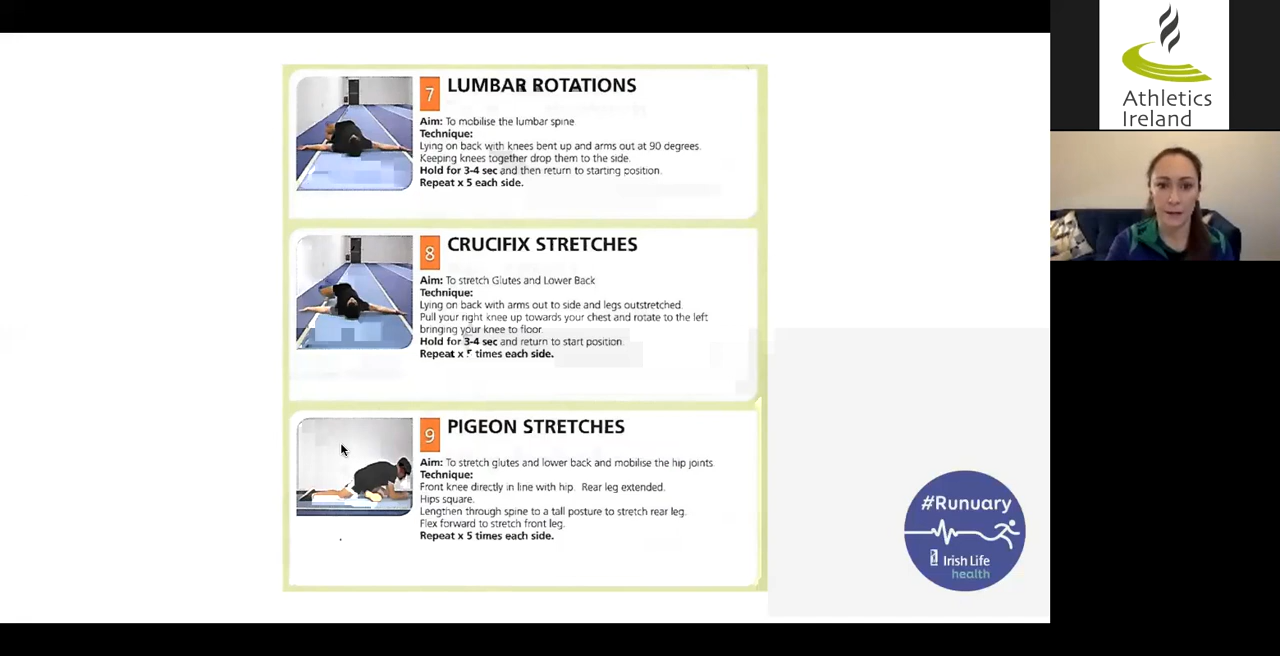 7 LUMBAR ROTATIONS
Aim: To mobilise the lumbar spine
Technique:
Lying on back with knees bent up and arms out at 90 degrees.
Keeping knees together drop them to the side.
Hold for 3-4 sec and then return to starting position.
Repeat x 5 each side.
8 CRUCIFIX STRETCHES
Aim: To stretch Glutes and Lower Back
Technique:
Lying on back with arms out to side and legs outstretched.
Pull your right knee up towards your chest and rotate to the left
bringing your knee to floor.
Hold for 3-4 sec and return to start position.
Repeat x 5 times each side.
9 PIGEON STRETCHES
Aim: To stretch glutes and lower back and mobilise the hip joints.
Technique:
Front knee directly in line with hip. Rear leg extended.
Hips square.
Lengthen through spine to a tall posture to stretch rear leg.
Flex forward to stretch front leg.
Repeat x 5 times each side.
#Runuary
Irish Life
health
Athletics
Ireland